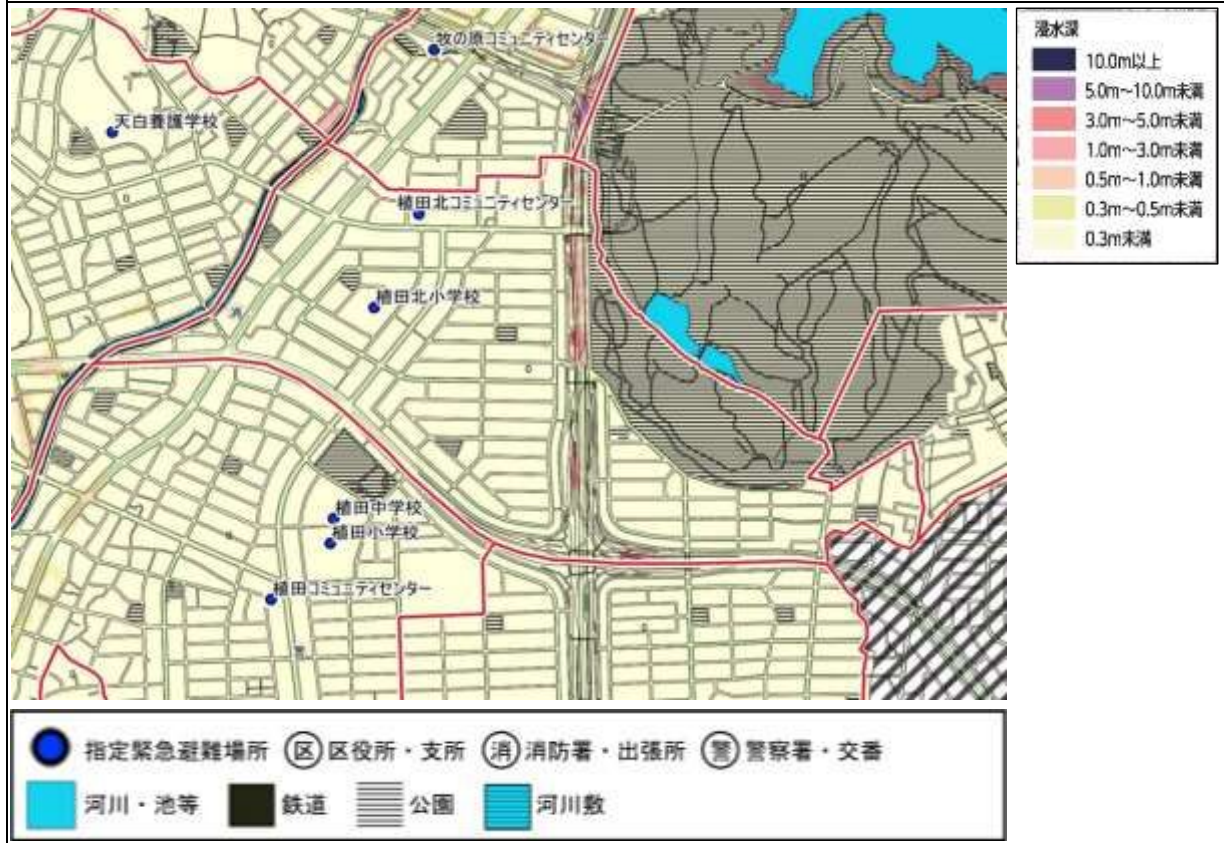 牧の原コミュニティセンター
天白養護学校
植田北コミュニティセンター
植田北小学校
消
植田中学校
植田小学校
植田コミュニティセンター
浸水深
10.0m以上
5.0m～10.0m未満
3.0m～5.0m未満
1.0m～3.0m未満
0.5m～1.0m未満
0.3m～0.5m未満
0.3m未満
指定緊急避難場所 区 区役所・支所 消 消防署・出張所 警 警察署・交番
河川・池等 鉄道 公園 河川敷